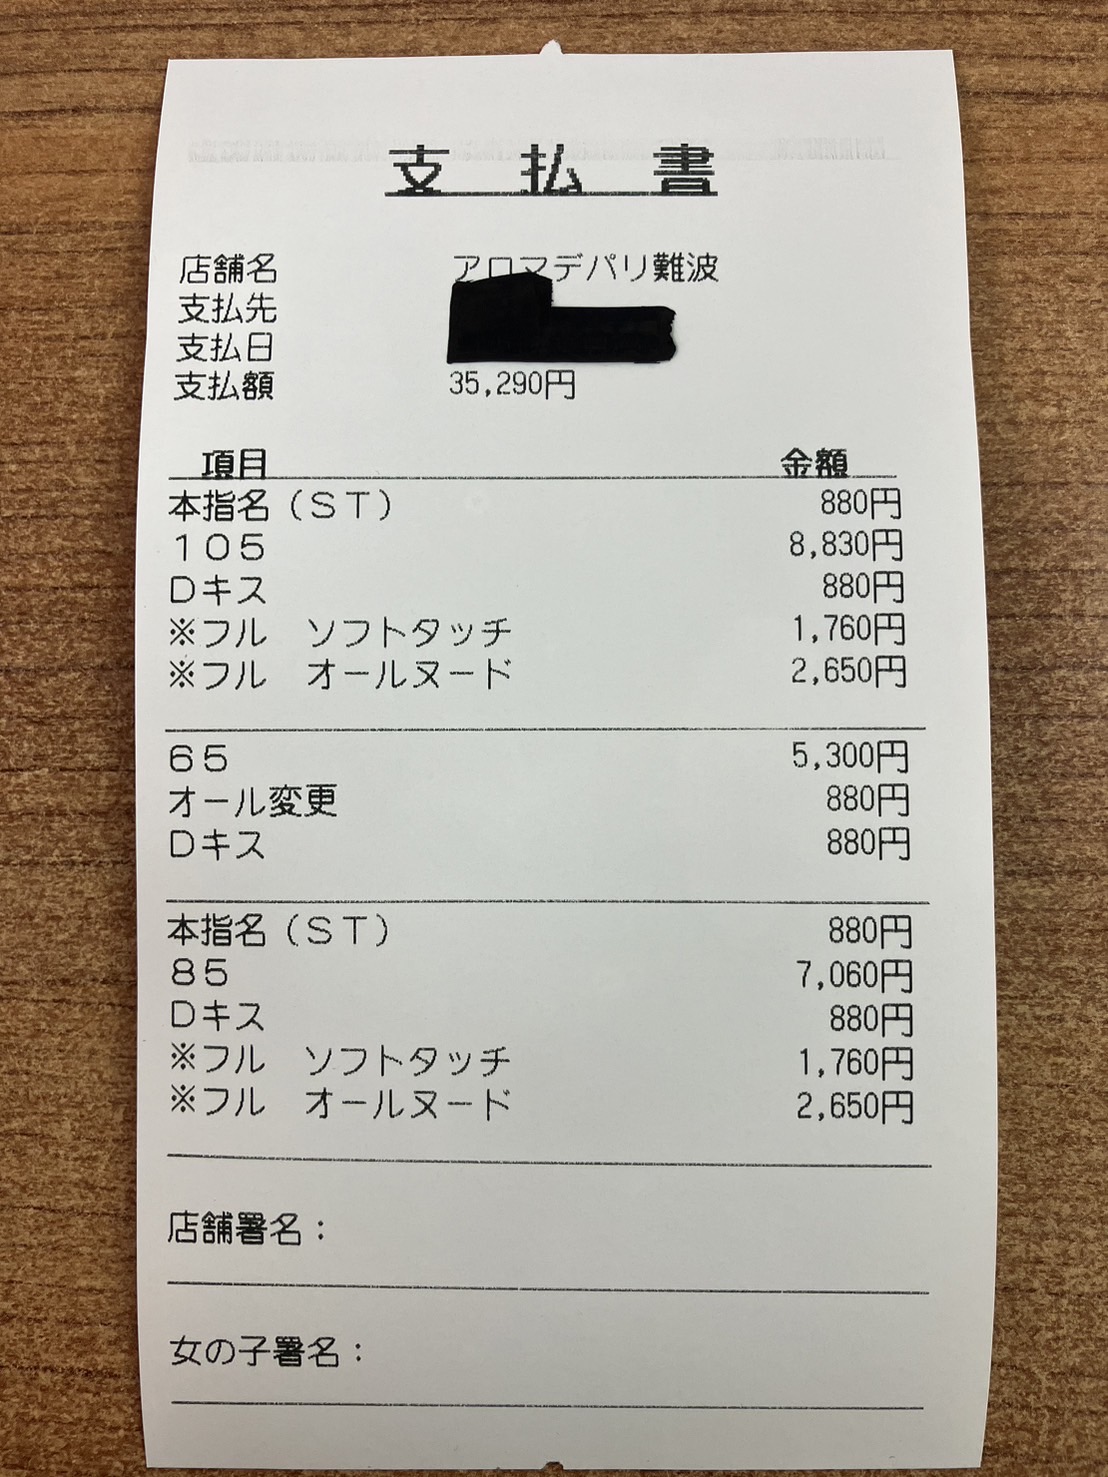 支払書
店舗名 アロマデパリ難波
支払先
支払日
支払額 35,290円
項目 金額
本指名(ST) 880円
105 8,830円
Dキス 880円
※フル ソフトタッチ 1,760円
※フル オールヌード 2,650円
65 5,300円
オール変更 880円
Dキス 880円
本指名(ST) 880円
85 7,060円
Dキス 880円
※フル ソフトタッチ 1,760円
※フル オールヌード 2,650円
店舗署名:
女の子署名: